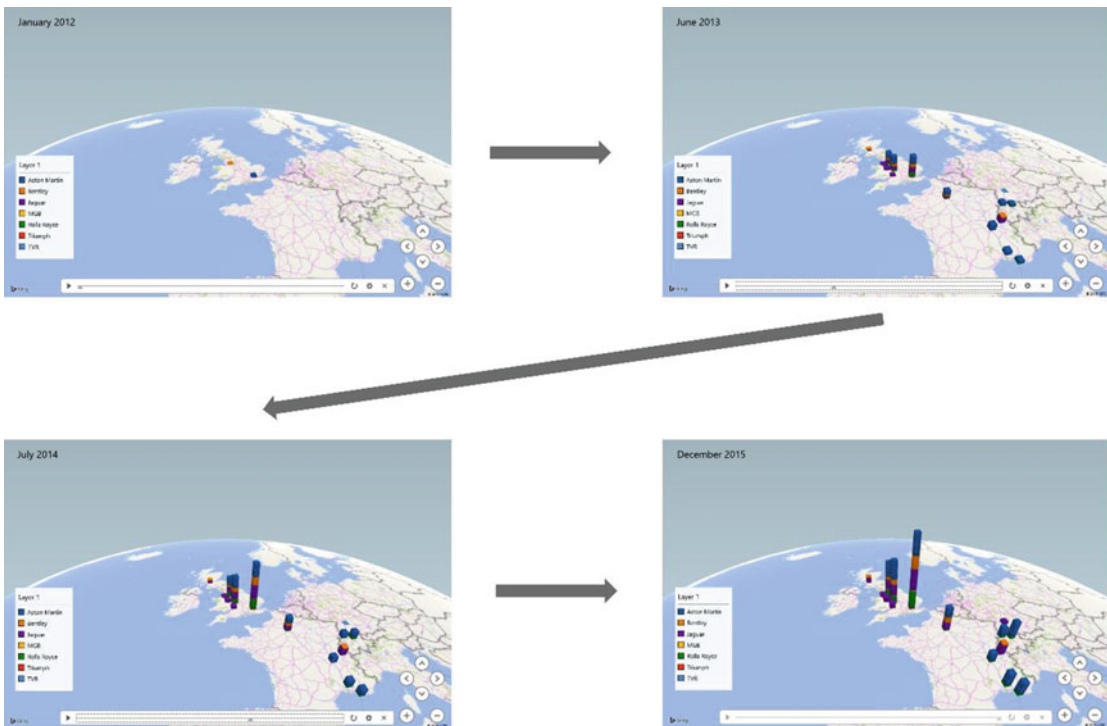 January 2012
Layer 1
Aston Martin
Bentley
Jaguar
MGB
Rolls Royce
Triumph
TVR
June 2013
Layer 1
Aston Martin
Bentley
Jaguar
MGB
Rolls Royce
Triumph
TVR
July 2014
Layer 1
Aston Martin
Bentley
Jaguar
MGB
Rolls Royce
Triumph
TVR
December 2015
Layer 1
Aston Martin
Bentley
Jaguar
MGB
Rolls Royce
Triumph
TVR